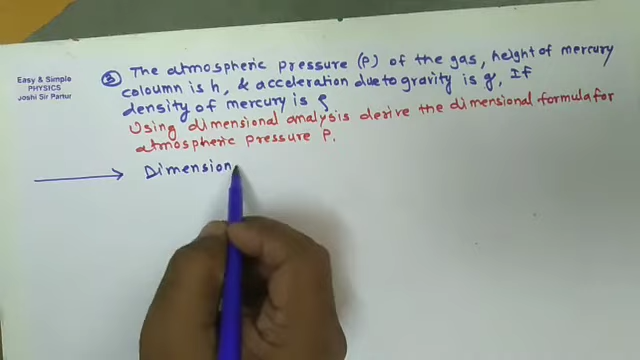 Easy & Simple
PHYSICS
Joshi Sir Partur
③ The atmospheric pressure (P) of the gas, height of mercury
coloumn is h, & acceleration due to gravity is g, If
density of mercury is ρ
Using dimensional analysis derive the dimensional formula for
atmospheric pressure P.
Dimension